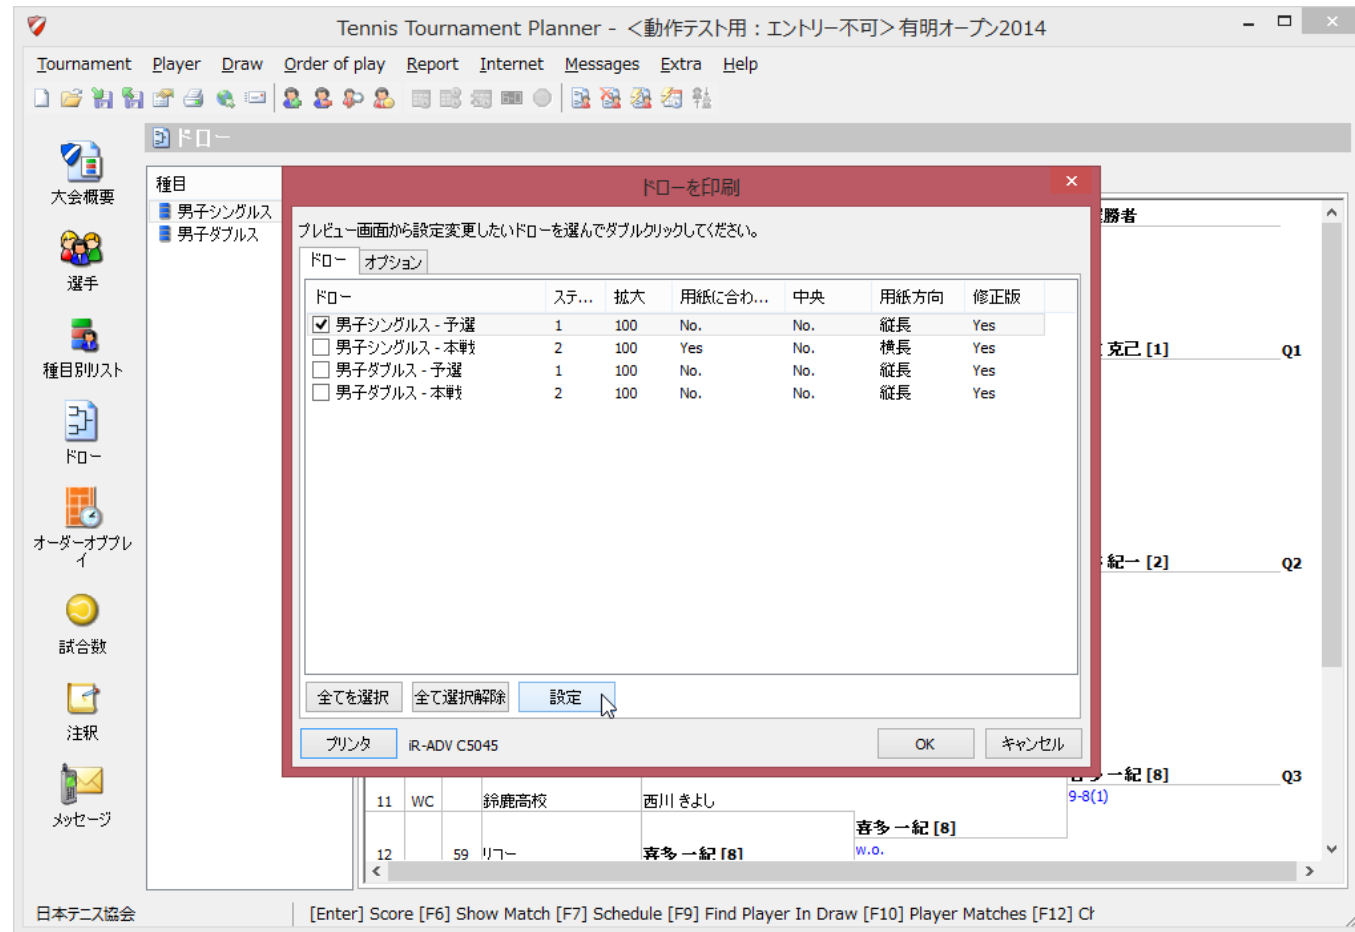 Tennis Tournament Planner - ＜動作テスト用：エントリー不可＞有明オープン2014
Tournament Player Draw Order of play Report Internet Messages Extra Help
ドロー
大会概要
選手
種目別リスト
ドロー
オーダーオブプレ
イ
試合数
注釈
メッセージ
種目
男子シングルス
男子ダブルス
ドローを印刷
プレビュー画面から設定変更したいドローを選んでダブルクリックしてください。
ドロー オプション
ドロー ステ... 拡大 用紙に合わ... 中央 用紙方向 修正版
男子シングルス - 予選 1 100 No. No. 縦長 Yes
男子シングルス - 本戦 2 100 Yes No. 横長 Yes
男子ダブルス - 予選 1 100 No. No. 縦長 Yes
男子ダブルス - 本戦 2 100 No. No. 縦長 Yes
全てを選択 全て選択解除 設定
プリンタ iR-ADV C5045 OK キャンセル
勝者
克己 [1] Q1
紀一 [2] Q2
一紀 [8] Q3
9-8(1)
11 WC 鈴鹿高校 西川 きよし
喜多 一紀 [8]
w.o.
12 59 リコー 喜多 一紀 [8]
日本テニス協会
[Enter] Score [F6] Show Match [F7] Schedule [F9] Find Player In Draw [F10] Player Matches [F12] Ch